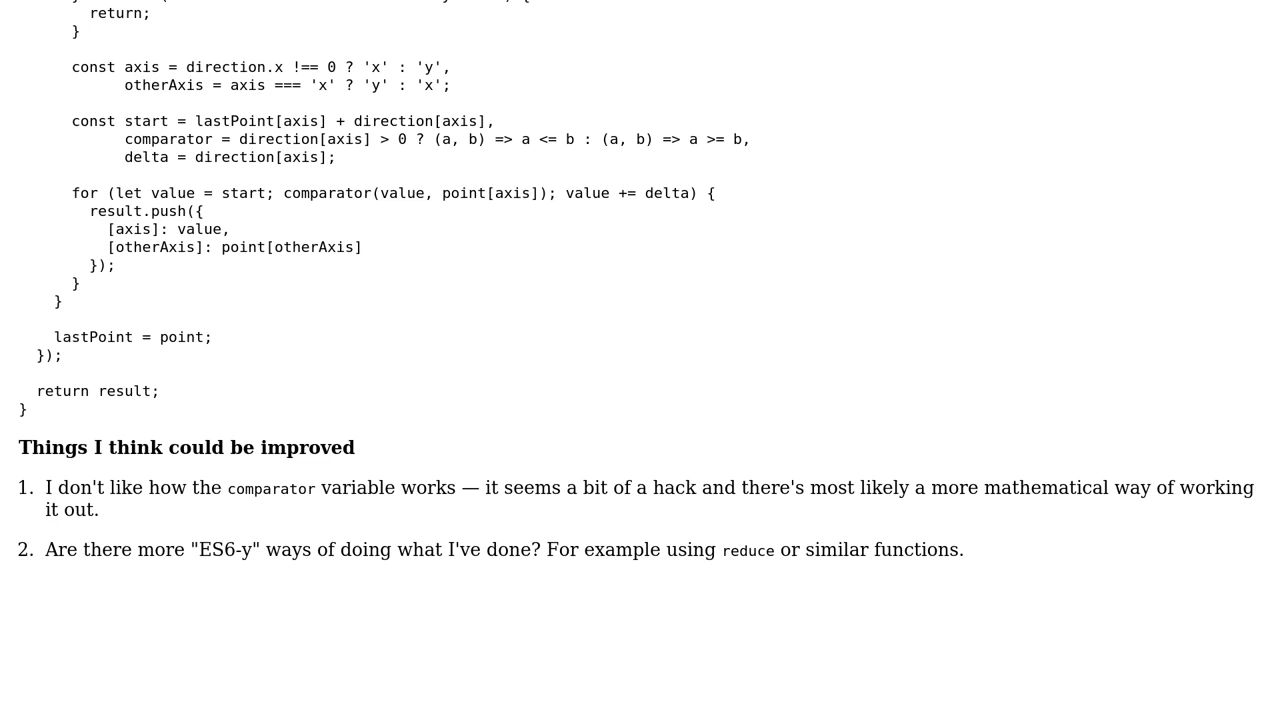 return;
}
const axis = direction.x !== 0 ? 'x' : 'y',
otherAxis = axis === 'x' ? 'y' : 'x';
const start = lastPoint[axis] + direction[axis],
comparator = direction[axis] > 0 ? (a, b) => a <= b : (a, b) => a >= b,
delta = direction[axis];
for (let value = start; comparator(value, point[axis]); value += delta) {
result.push({
[axis]: value,
[otherAxis]: point[otherAxis]
});
}
}
lastPoint = point;
});
return result;
}
Things I think could be improved
1. I don't like how the comparator variable works — it seems a bit of a hack and there's most likely a more mathematical way of working
it out.
2. Are there more "ES6-y" ways of doing what I've done? For example using reduce or similar functions.